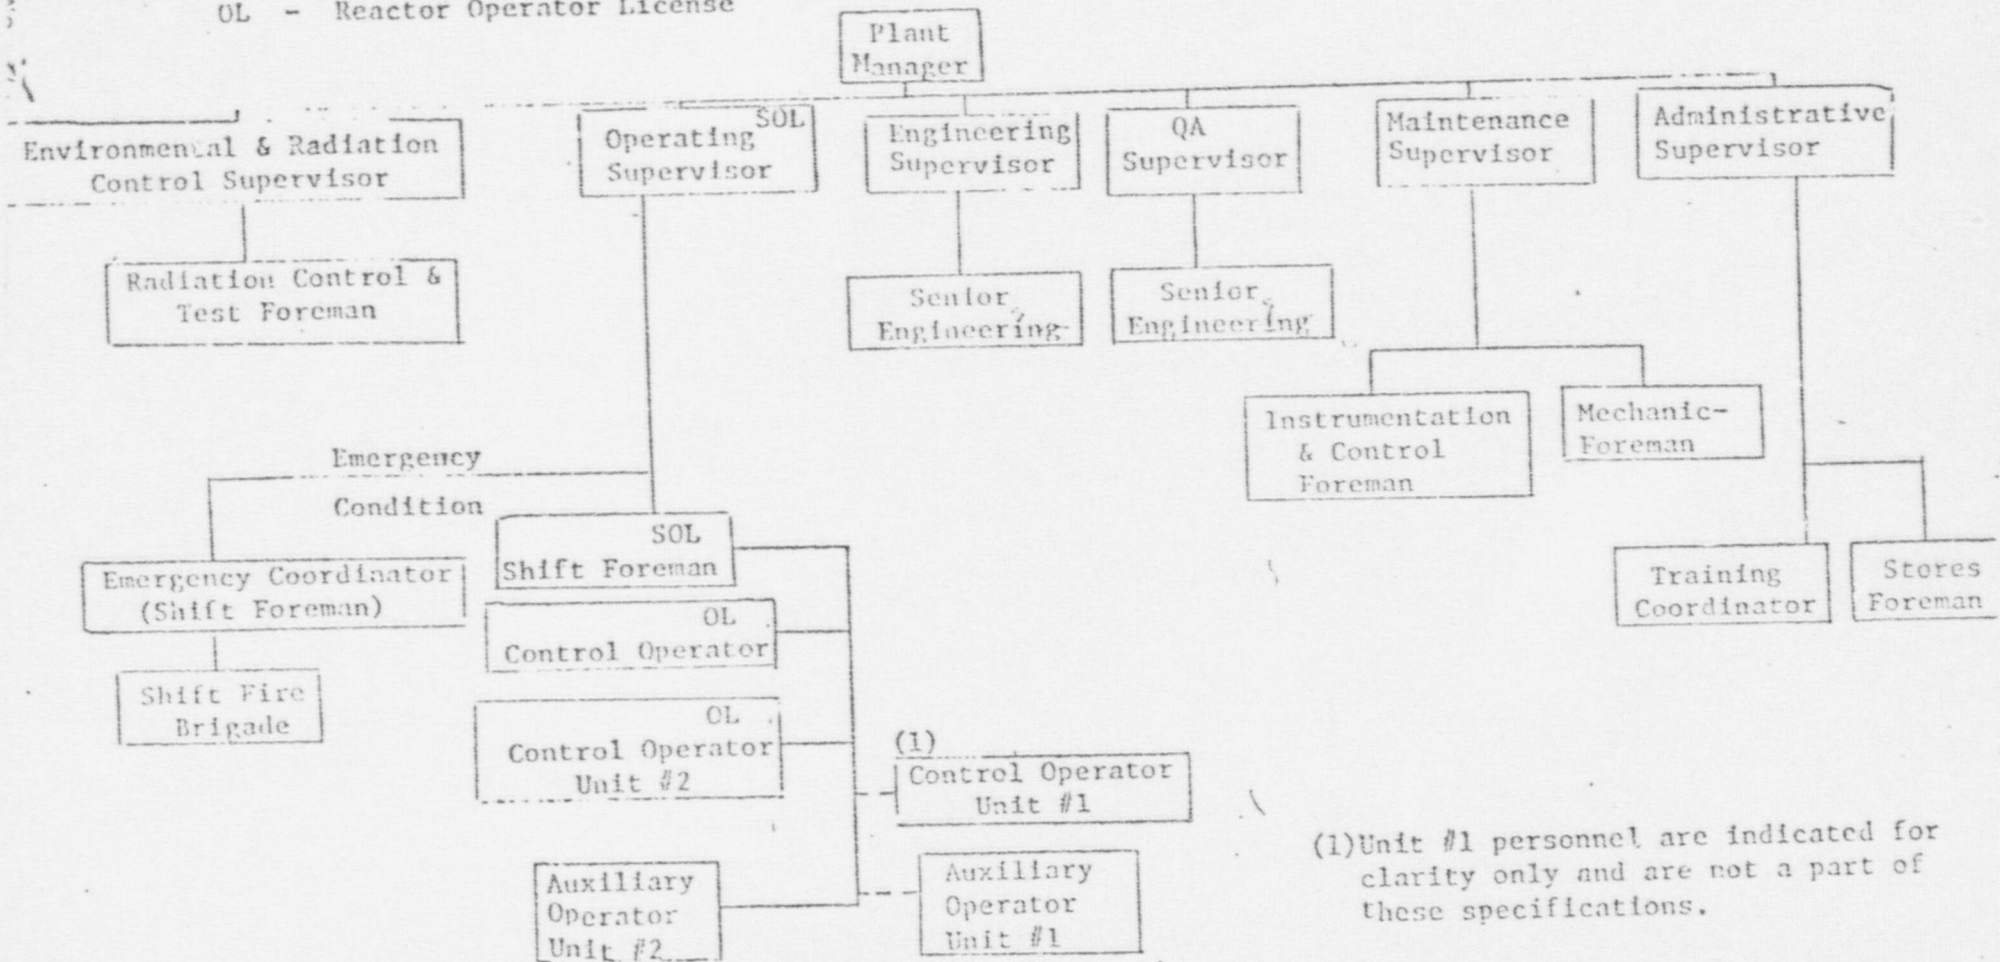 OL - Reactor Operator License
Plant
Manager
Environmental & Radiation
Control Supervisor
SOL
Operating
Supervisor
Engineering
Supervisor
QA
Supervisor
Maintenance
Supervisor
Administrative
Supervisor
Radiation Control &
Test Foreman
Senior
Engineering
Senior
Engineering
Instrumentation
& Control
Foreman
Mechanic-
Foreman
Emergency
Condition
SOL
Shift Foreman
Emergency Coordinator
(Shift Foreman)
Training
Coordinator
Stores
Foreman
OL
Control Operator
Shift Fire
Brigade
OL
Control Operator
Unit #2
(1)
Control Operator
Unit #1
Auxiliary
Operator
Unit #2
Auxiliary
Operator
Unit #1
(1)Unit #1 personnel are indicated for
clarity only and are not a part of
these specifications.